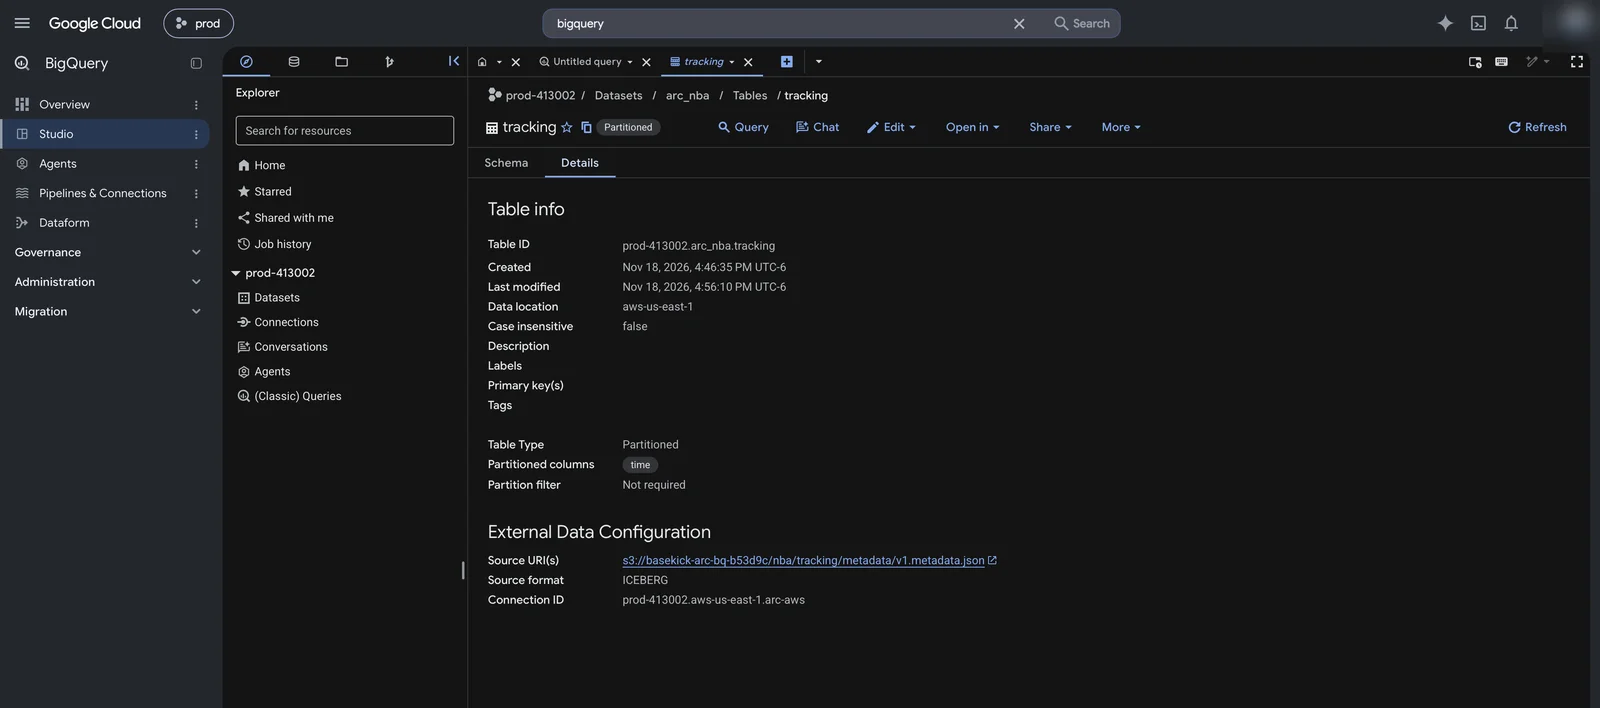 Google Cloud
prod
bigquery
Search
BigQuery
Overview
Studio
Agents
Pipelines & Connections
Dataform
Governance
Administration
Migration
Explorer
Search for resources
Home
Starred
Shared with me
Job history
prod-413002
Datasets
Connections
Conversations
Agents
(Classic) Queries
Untitled query
tracking
prod-413002 / Datasets / arc_nba / Tables / tracking
tracking Partitioned Query Chat Edit Open in Share More Refresh
Schema Details
Table info
Table ID prod-413002.arc_nba.tracking
Created Nov 18, 2026, 4:46:35 PM UTC-6
Last modified Nov 18, 2026, 4:56:10 PM UTC-6
Data location aws-us-east-1
Case insensitive false
Description
Labels
Primary key(s)
Tags
Table Type Partitioned
Partitioned columns time
Partition filter Not required
External Data Configuration
Source URI(s) s3://basekick-arc-bq-b53d9c/nba/tracking/metadata/v1.metadata.json
Source format ICEBERG
Connection ID prod-413002.aws-us-east-1.arc-aws